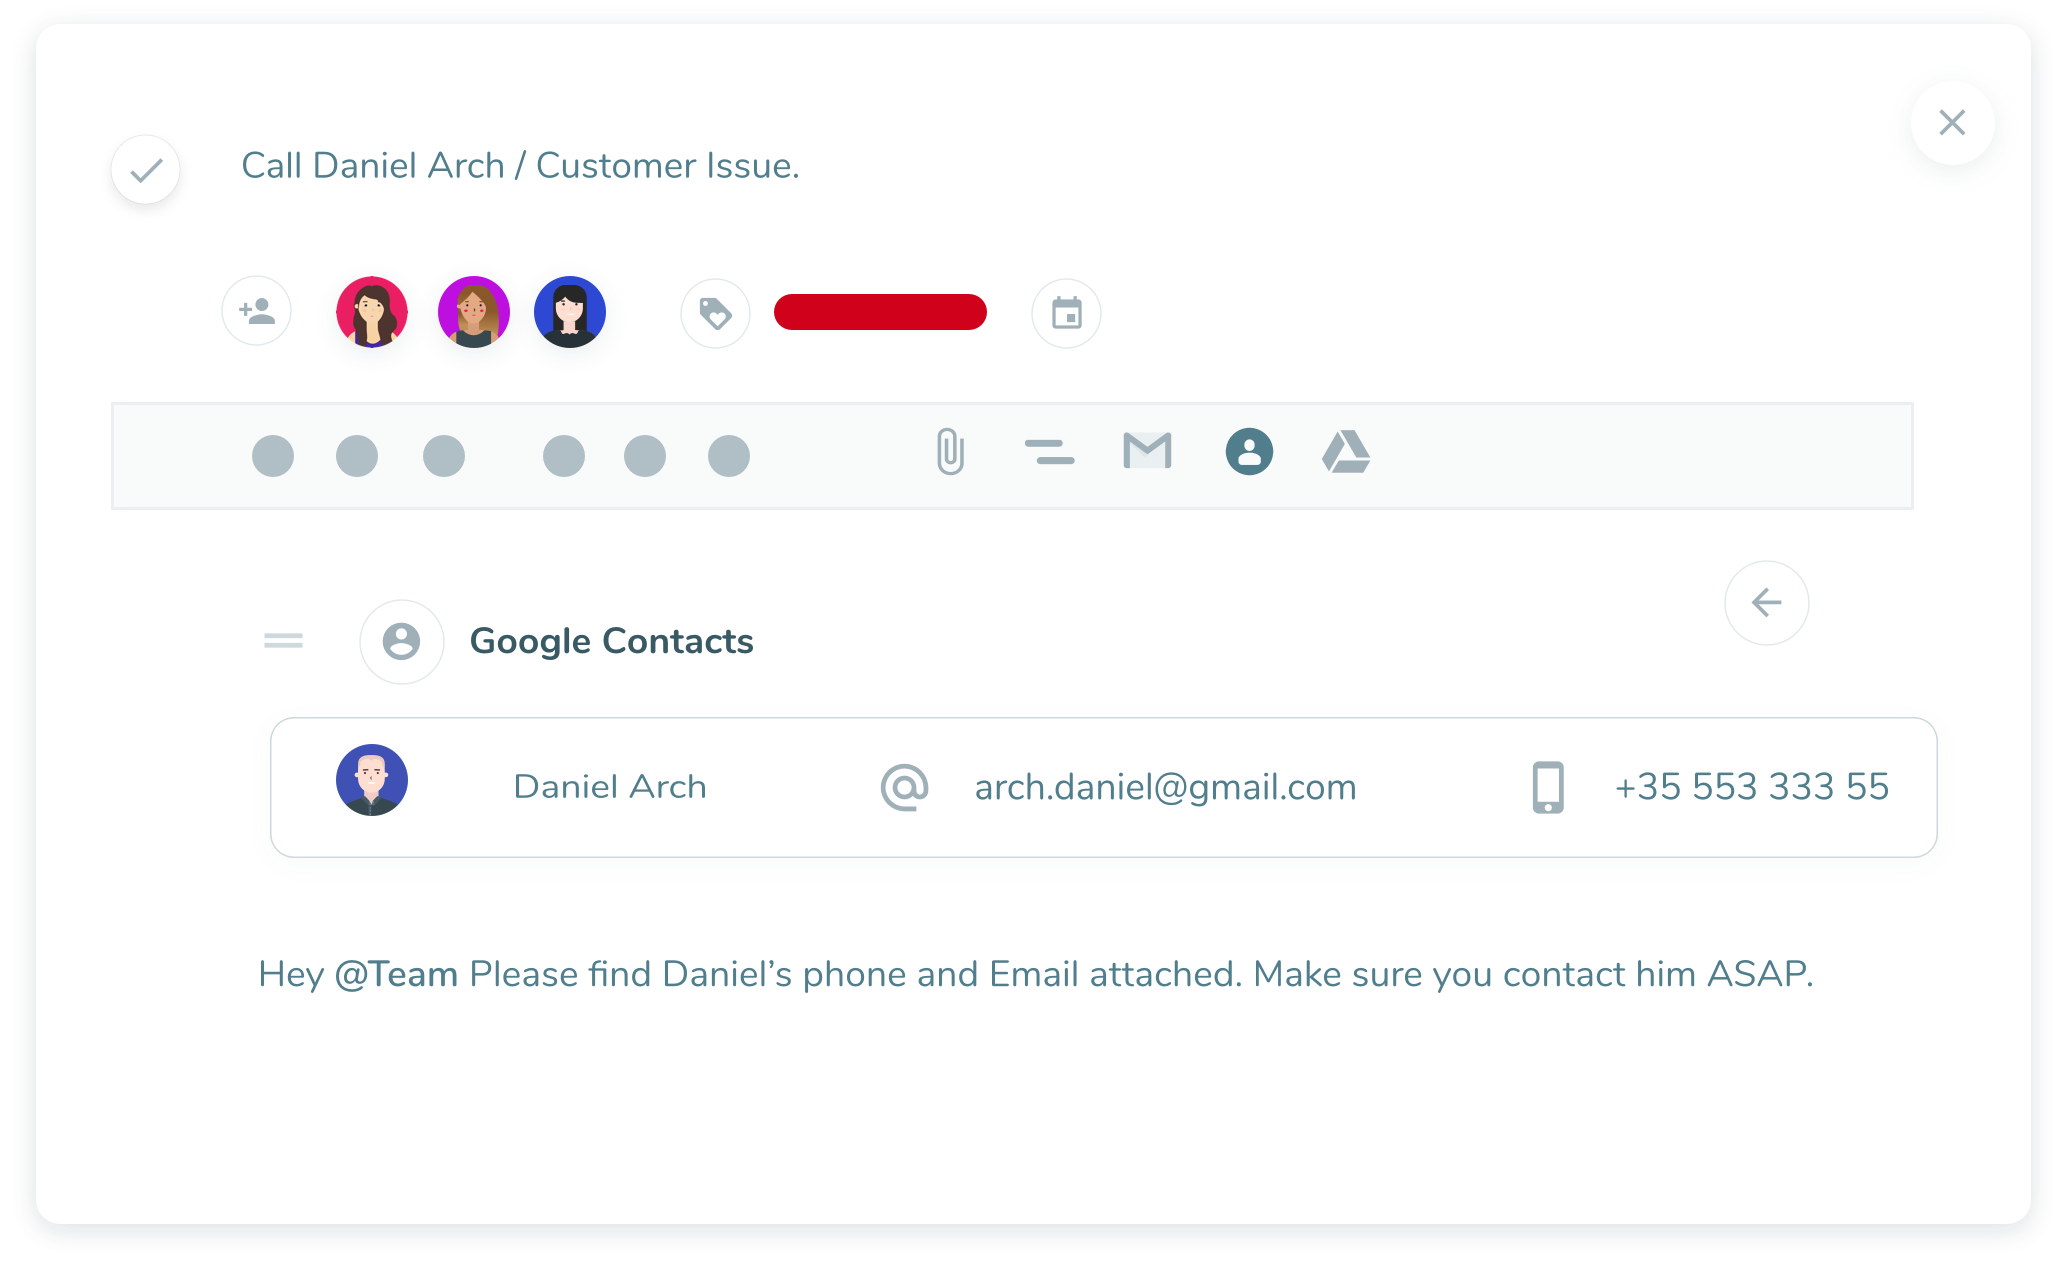 Call Daniel Arch / Customer Issue.
Google Contacts
Daniel Arch
arch.daniel@gmail.com
+35 553 333 55
Hey @Team Please find Daniel’s phone and Email attached. Make sure you contact him ASAP.